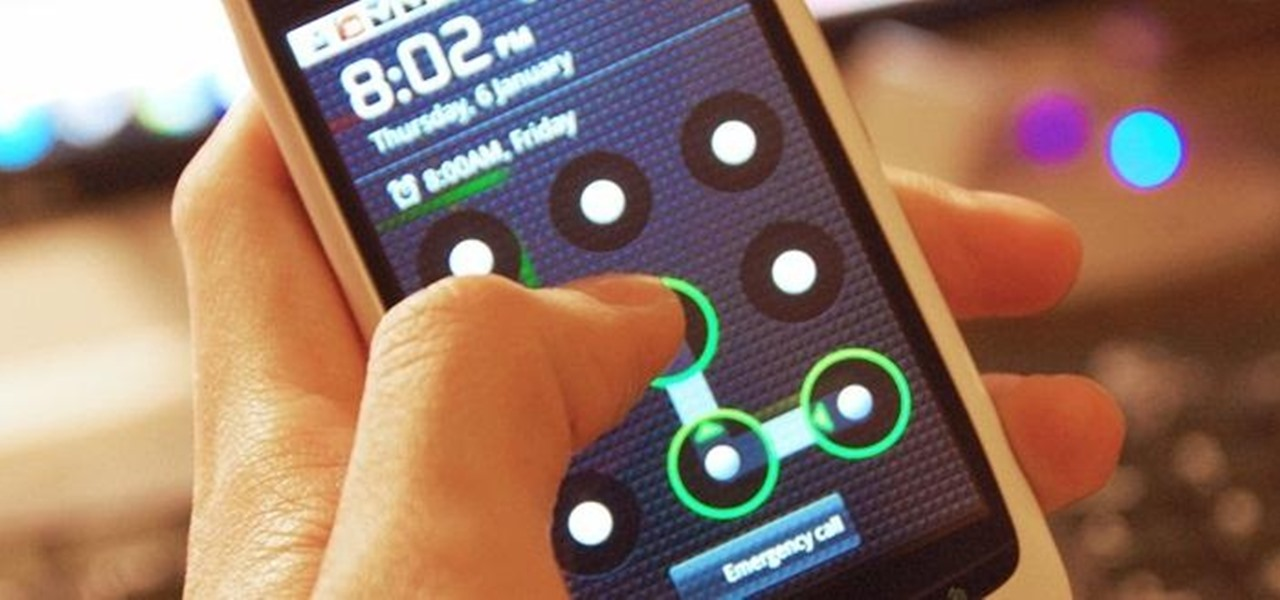 8:02 PM
Thursday, 6 January
8:00AM, Friday
Emergency call